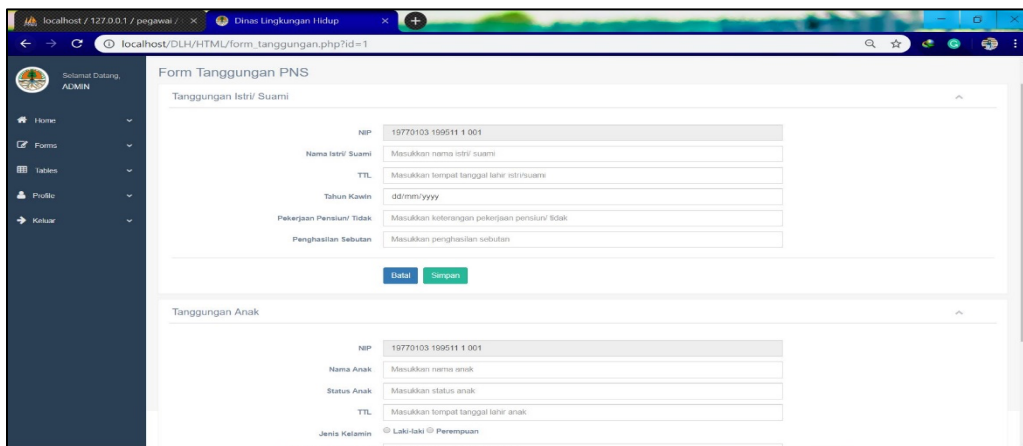 localhost / 127.0.0.1 / pegawai /
Dinas Lingkungan Hidup
localhost/DLH/HTML/form_tanggungan.php?id=1
Selamat Datang,
ADMIN
Home
Forms
Tables
Profile
Keluar
Form Tanggungan PNS
Tanggungan Istri/ Suami
NIP 19770103 199511 1 001
Nama Istri/ Suami Masukkan nama istri/ suami
TTL Masukkan tempat tanggal lahir istri/suami
Tahun Kawin dd/mm/yyyy
Pekerjaan Pensiun/ Tidak Masukkan keterangan pekerjaan pensiun/ tidak
Penghasilan Sebutan Masukkan penghasilan sebutan
Batal Simpan
Tanggungan Anak
NIP 19770103 199511 1 001
Nama Anak Masukkan nama anak
Status Anak Masukkan status anak
TTL Masukkan tempat tanggal lahir anak
Jenis Kelamin Laki-laki Perempuan